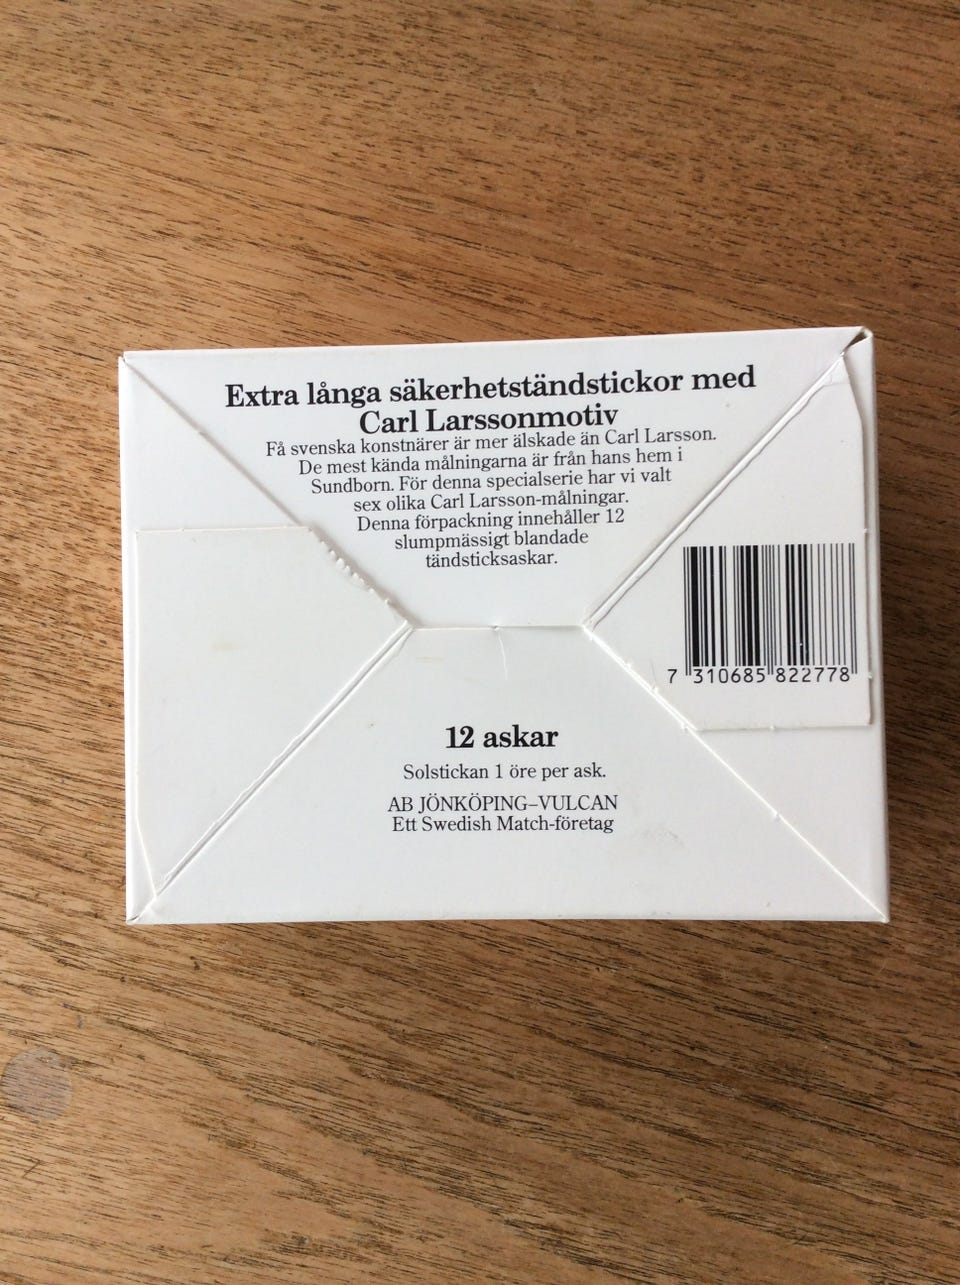 Extra långa säkerhetständstickor med
Carl Larssonmotiv
Få svenska konstnärer är mer älskade än Carl Larsson.
De mest kända målningarna är från hans hem i
Sundborn. För denna specialserie har vi valt
sex olika Carl Larsson-målningar.
Denna förpackning innehåller 12
slumpmässigt blandade
tändsticksaskar.
7 310685 822778
12 askar
Solstickan 1 öre per ask.
AB JÖNKÖPING–VULCAN
Ett Swedish Match-företag